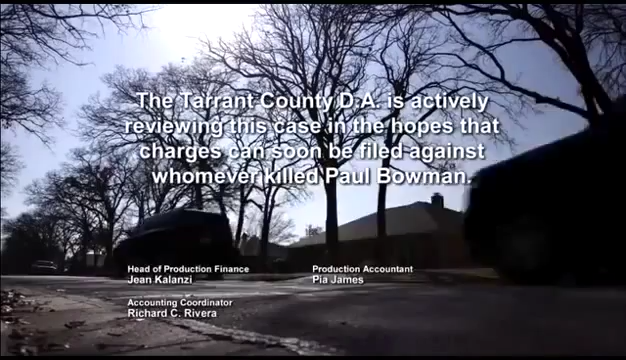 The Tarrant County D.A. is actively
reviewing this case in the hopes that
charges can soon be filed against
whomever killed Paul Bowman.
Head of Production Finance
Jean Kalanzi
Production Accountant
Pia James
Accounting Coordinator
Richard C. Rivera